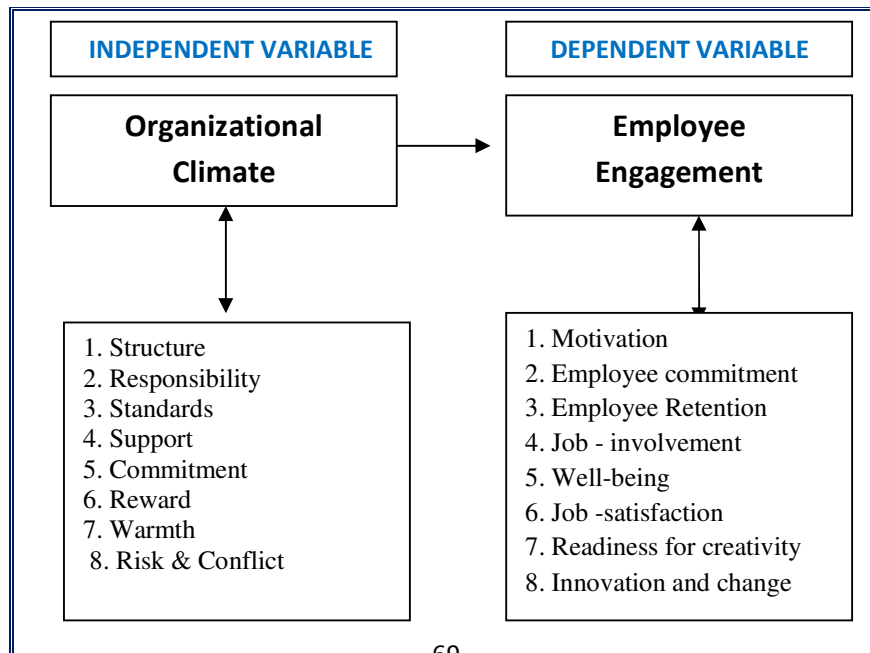 INDEPENDENT VARIABLE
DEPENDENT VARIABLE
Organizational
Climate
Employee
Engagement
1. Structure
2. Responsibility
3. Standards
4. Support
5. Commitment
6. Reward
7. Warmth
8. Risk & Conflict
1. Motivation
2. Employee commitment
3. Employee Retention
4. Job - involvement
5. Well-being
6. Job -satisfaction
7. Readiness for creativity
8. Innovation and change